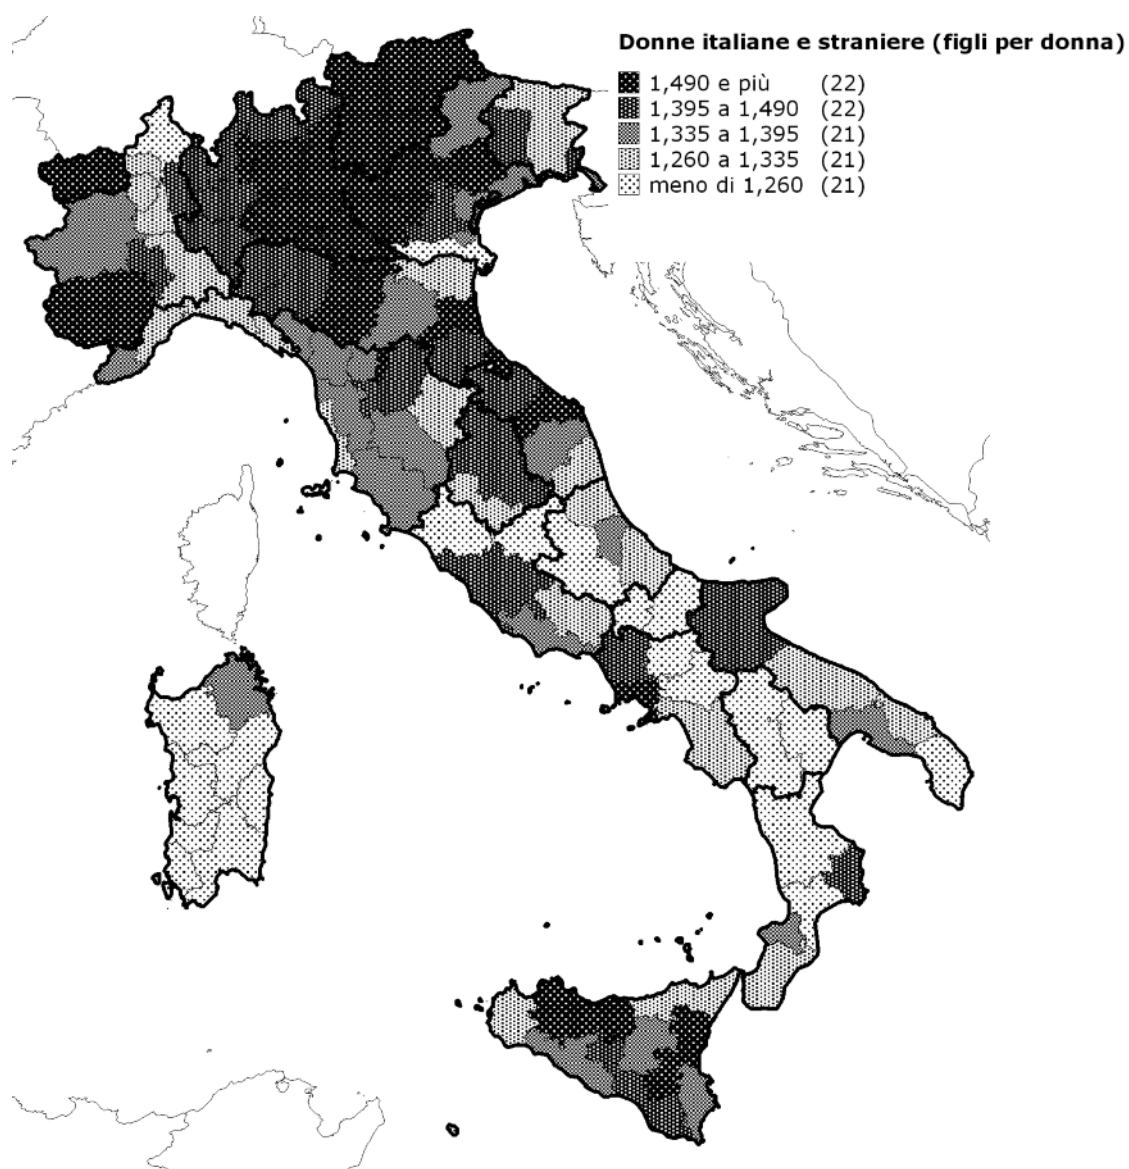 Donne italiane e straniere (figli per donna)
1,490 e più (22)
1,395 a 1,490 (22)
1,335 a 1,395 (21)
1,260 a 1,335 (21)
meno di 1,260 (21)